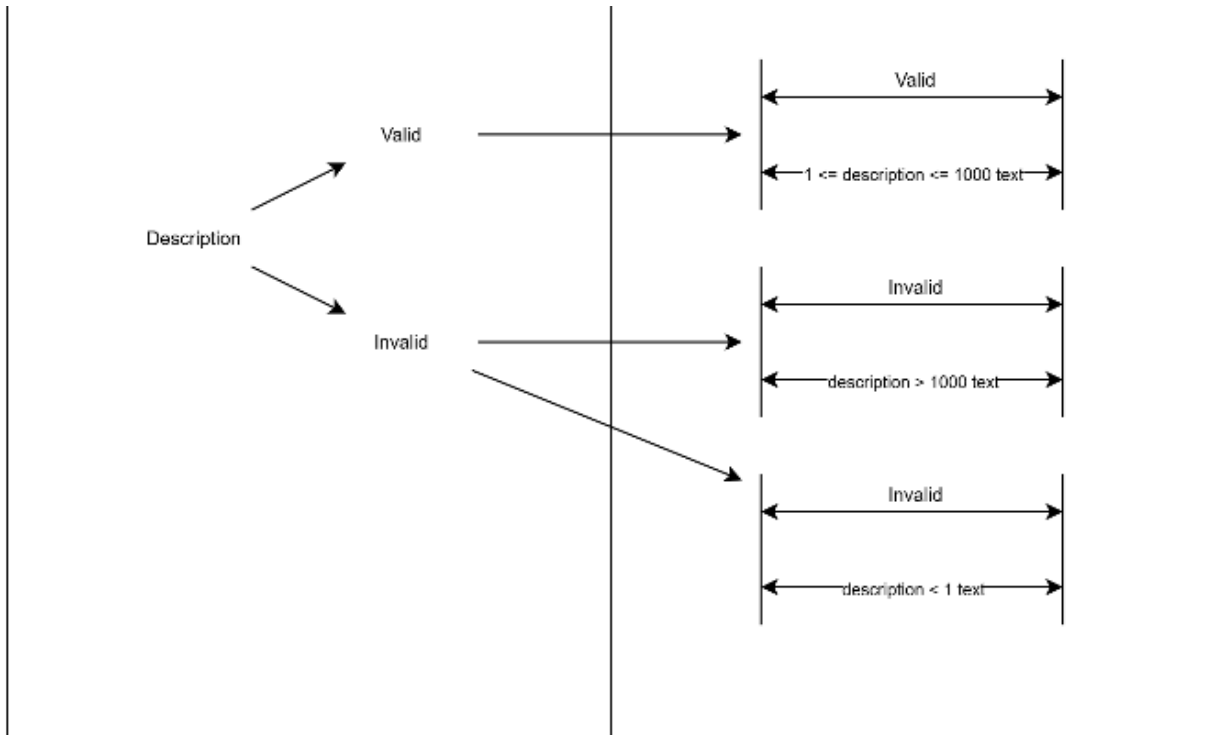 Valid
Valid
1 <= description <= 1000 text
Description
Invalid
Invalid
description > 1000 text
Invalid
description < 1 text